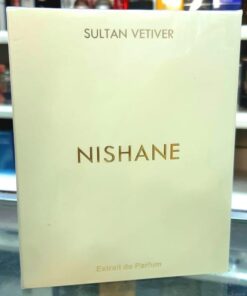 SULTAN VETIVER
NISHANE
Extrait de Parfum